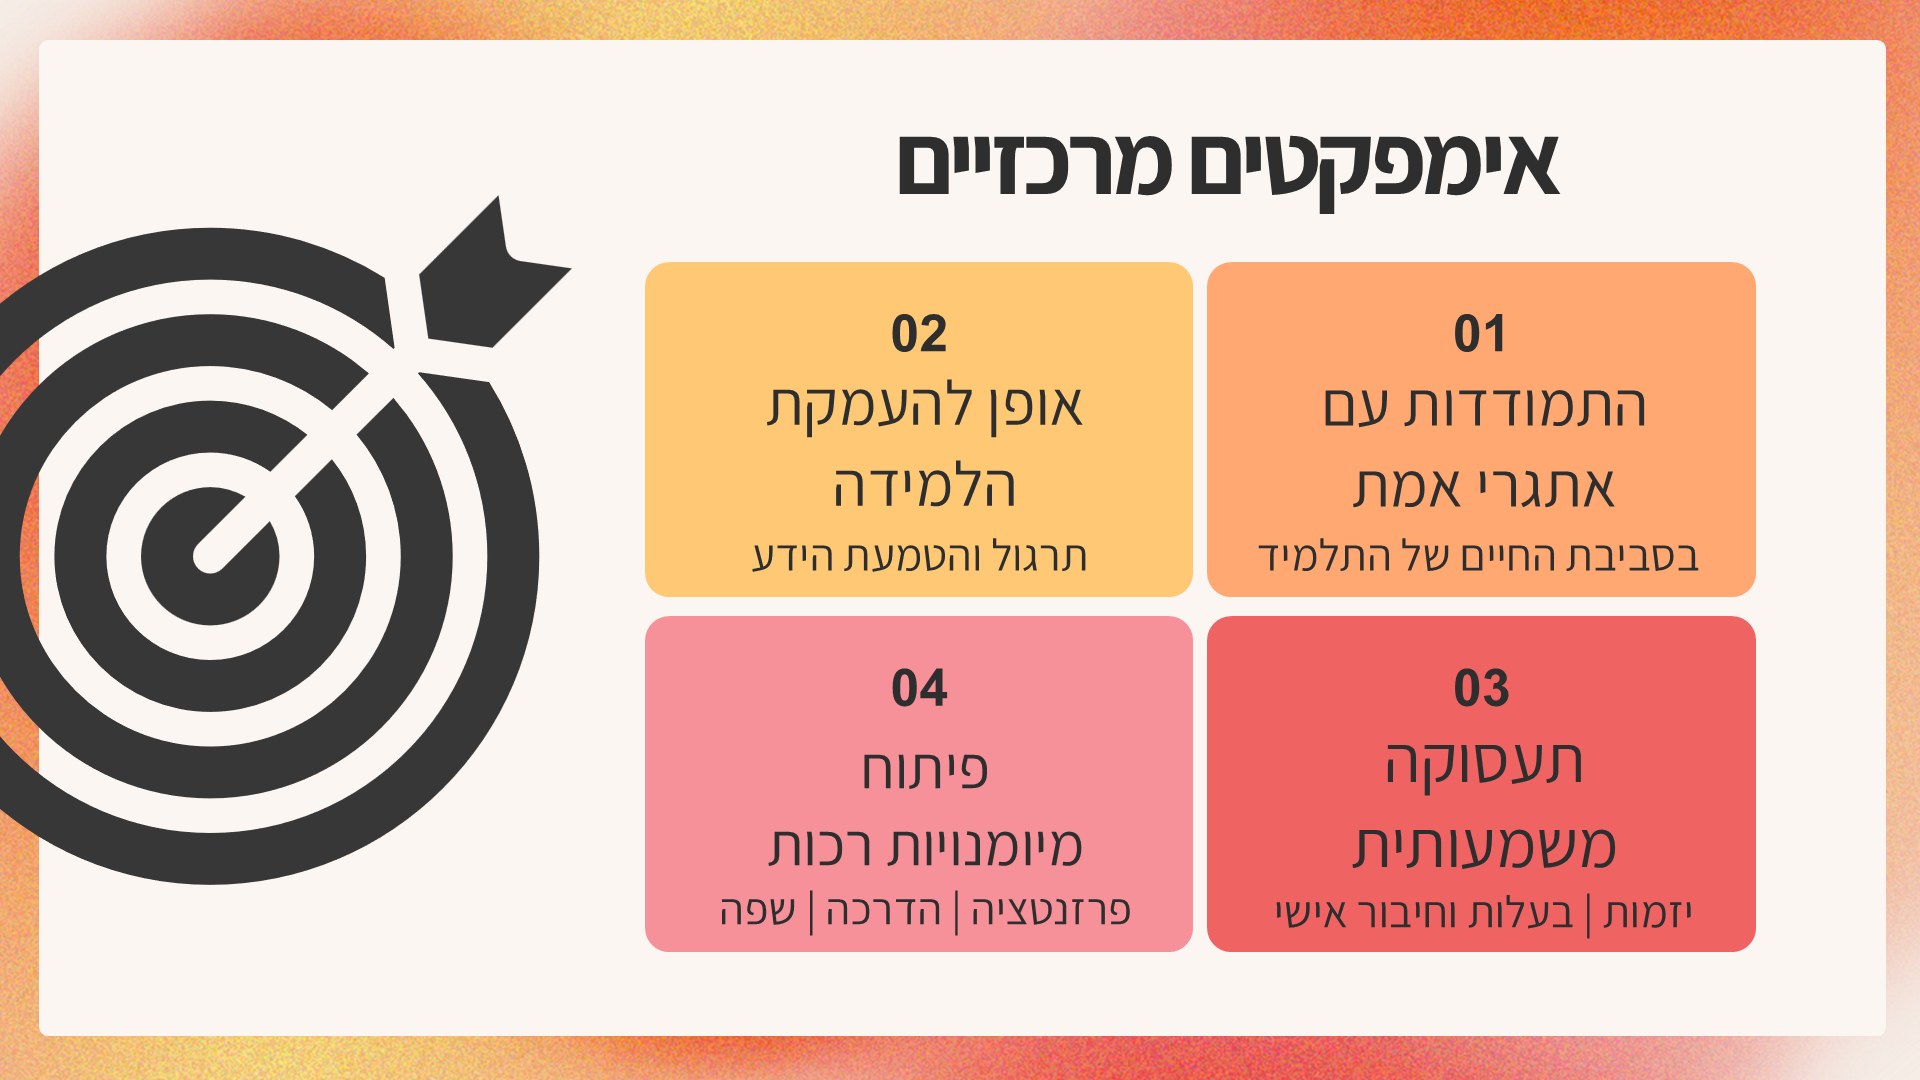 אימפקטים מרכזיים
01
התמודדות עם
אתגרי אמת
בסביבת החיים של התלמיד
02
אופן להעמקת
הלמידה
תרגול והטמעת הידע
03
תעסוקה
משמעותית
יזמות | בעלות וחיבור אישי
04
פיתוח
מיומנויות רכות
פרזנטציה | הדרכה | שפה